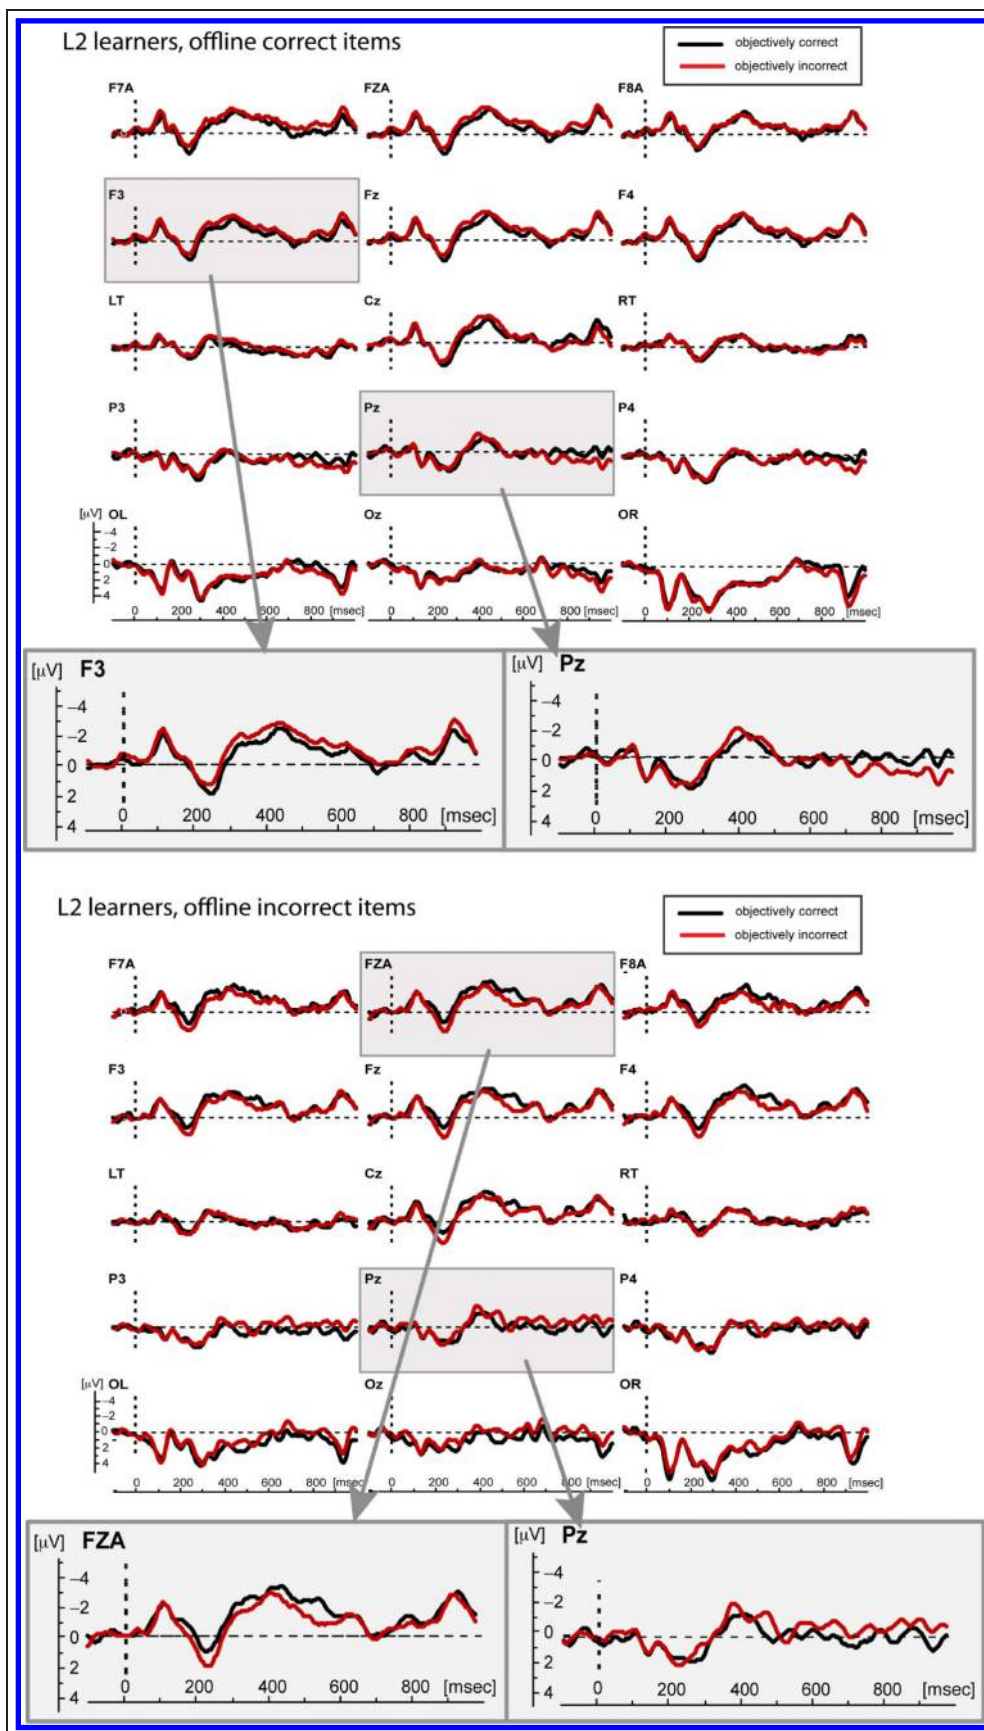 L2 learners, offline correct items
objectively correct
objectively incorrect
F7A FZA F8A
F3 Fz F4
LT Cz RT
P3 Pz P4
[µV] OL Oz OR
−4
−2
0
2
4
0 200 400 600 800 [msec] 0 200 400 600 800 [msec] 0 200 400 600 800 [msec]
[µV] F3
−4
−2
0
2
4
0 200 400 600 800 [msec]
[µV] Pz
−4
−2
0
2
4
0 200 400 600 800 [msec]
L2 learners, offline incorrect items
objectively correct
objectively incorrect
F7A FZA F8A
F3 Fz F4
LT Cz RT
P3 Pz P4
[µV] OL Oz OR
−4
−2
0
2
4
0 200 400 600 800 [msec] 0 200 400 600 800 [msec] 0 200 400 600 800 [msec]
[µV] FZA
−4
−2
0
2
4
0 200 400 600 800 [msec]
[µV] Pz
−4
−2
0
2
4
0 200 400 600 800 [msec]